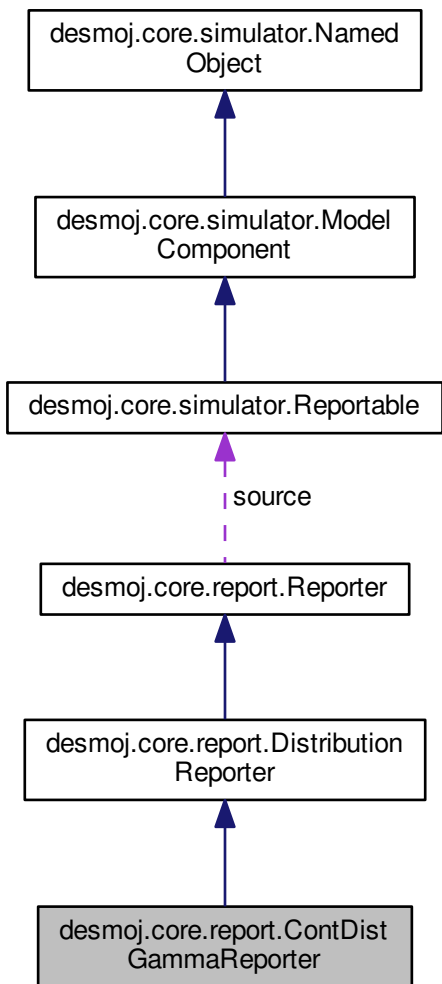 desmoj.core.simulator.Named
Object
desmoj.core.simulator.Model
Component
desmoj.core.simulator.Reportable
source
desmoj.core.report.Reporter
desmoj.core.report.Distribution
Reporter
desmoj.core.report.ContDist
GammaReporter